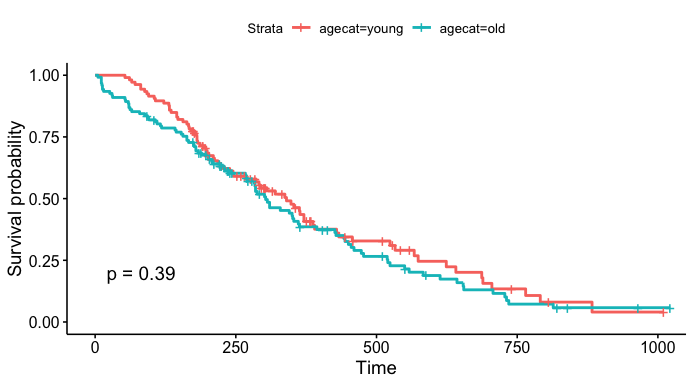 Strata agecat=young agecat=old
Survival probability
1.00
0.75
0.50
0.25
0.00
p = 0.39
0 250 500 750 1000
Time